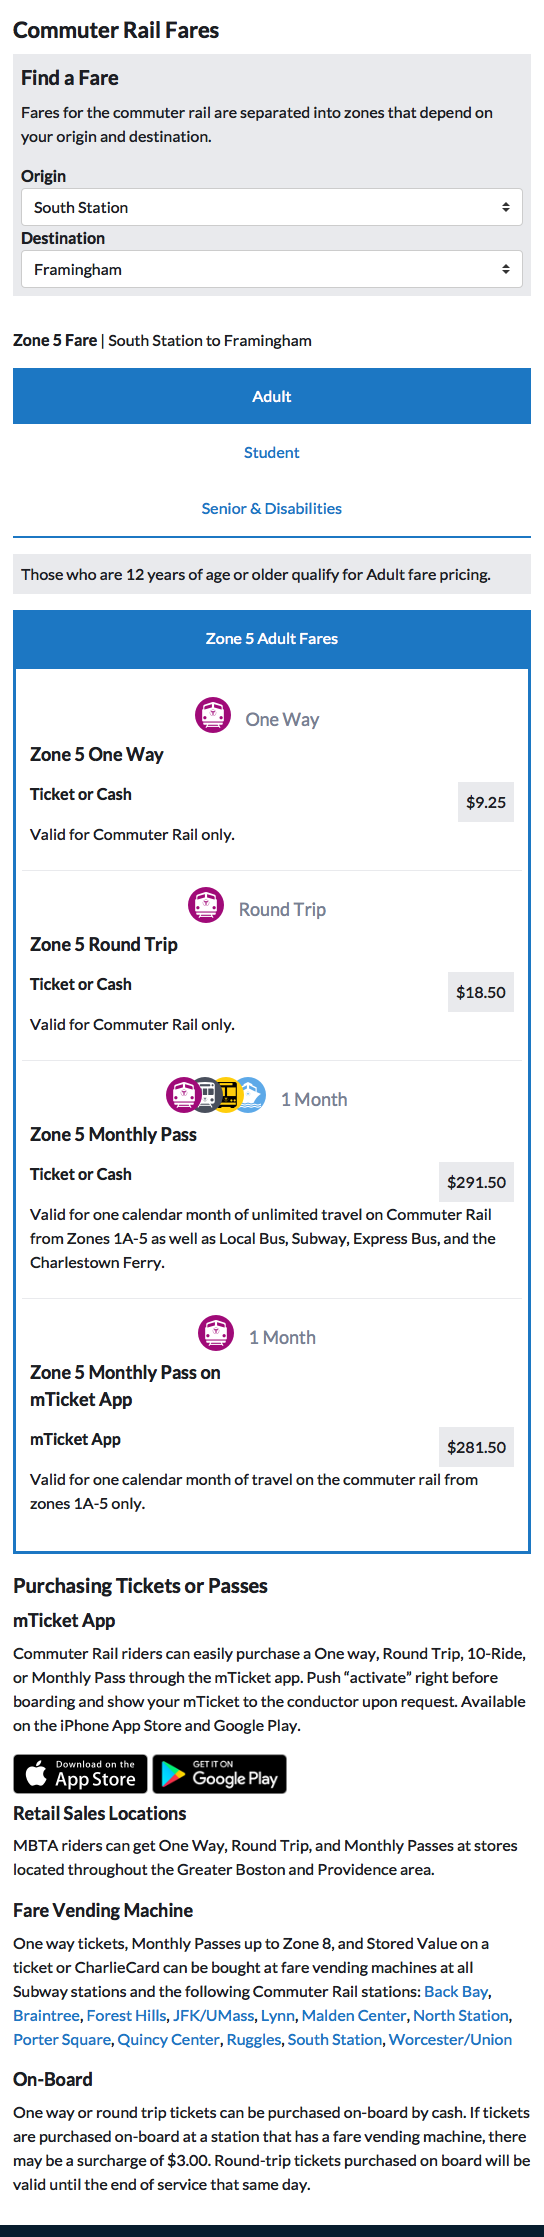 Commuter Rail Fares
Find a Fare
Fares for the commuter rail are separated into zones that depend on
your origin and destination.
Origin
South Station
Destination
Framingham
Zone 5 Fare | South Station to Framingham
Adult
Student
Senior & Disabilities
Those who are 12 years of age or older qualify for Adult fare pricing.
Zone 5 Adult Fares
One Way
Zone 5 One Way
Ticket or Cash
$9.25
Valid for Commuter Rail only.
Round Trip
Zone 5 Round Trip
Ticket or Cash
$18.50
Valid for Commuter Rail only.
1 Month
Zone 5 Monthly Pass
Ticket or Cash
$291.50
Valid for one calendar month of unlimited travel on Commuter Rail
from Zones 1A-5 as well as Local Bus, Subway, Express Bus, and the
Charlestown Ferry.
1 Month
Zone 5 Monthly Pass on
mTicket App
mTicket App
$281.50
Valid for one calendar month of travel on the commuter rail from
zones 1A-5 only.
Purchasing Tickets or Passes
mTicket App
Commuter Rail riders can easily purchase a One way, Round Trip, 10-Ride,
or Monthly Pass through the mTicket app. Push “activate” right before
boarding and show your mTicket to the conductor upon request. Available
on the iPhone App Store and Google Play.
Download on the
App Store
GET IT ON
Google Play
Retail Sales Locations
MBTA riders can get One Way, Round Trip, and Monthly Passes at stores
located throughout the Greater Boston and Providence area.
Fare Vending Machine
One way tickets, Monthly Passes up to Zone 8, and Stored Value on a
ticket or CharlieCard can be bought at fare vending machines at all
Subway stations and the following Commuter Rail stations: Back Bay,
Braintree, Forest Hills, JFK/UMass, Lynn, Malden Center, North Station,
Porter Square, Quincy Center, Ruggles, South Station, Worcester/Union
On-Board
One way or round trip tickets can be purchased on-board by cash. If tickets
are purchased on-board at a station that has a fare vending machine, there
may be a surcharge of $3.00. Round-trip tickets purchased on board will be
valid until the end of service that same day.